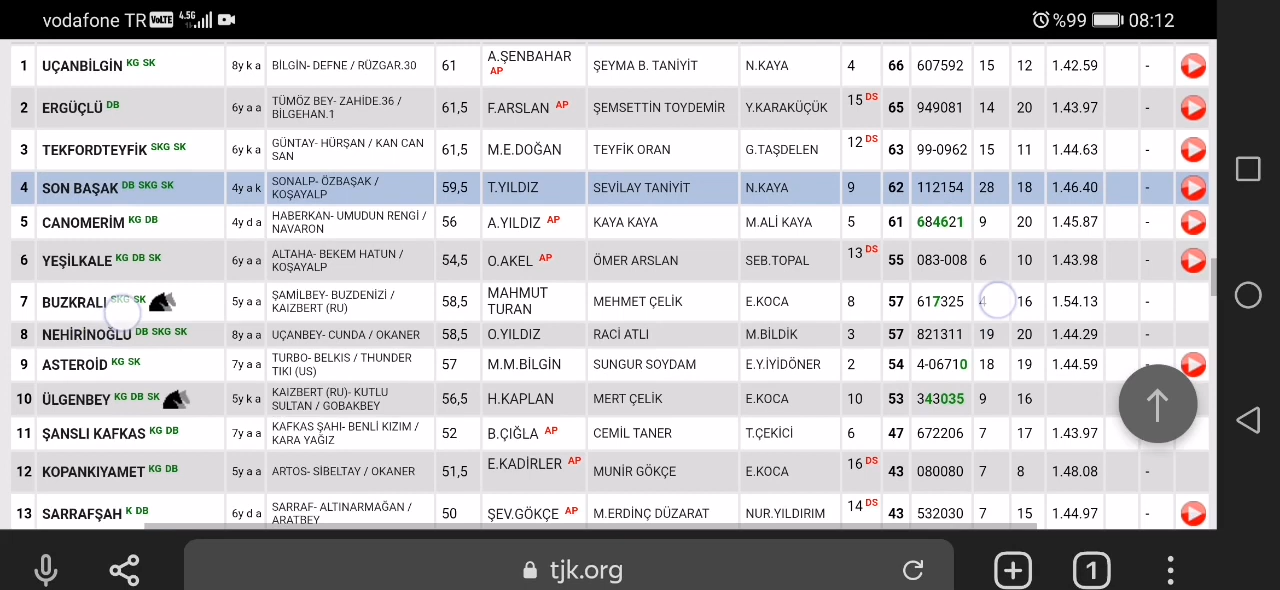 vodafone TR VoLTE 4.5G %99 08:12
1 UÇANBİLGİN KG SK 8y k a BİLGİN- DEFNE / RÜZGAR.30 61 A.ŞENBAHAR AP ŞEYMA B. TANİYİT N.KAYA 4 66 607592 15 12 1.42.59 -
2 ERGÜÇLÜ DB 6y a a TÜMÖZ BEY- ZAHİDE.36 / BİLGEHAN.1 61,5 F.ARSLAN AP ŞEMSETTİN TOYDEMİR Y.KARAKÜÇÜK 15 DS 65 949081 14 20 1.43.97 -
3 TEKFORDTEYFİK SKG SK 6y k a GÜNTAY- HÜRŞAN / KAN CAN SAN 61,5 M.E.DOĞAN TEYFİK ORAN G.TAŞDELEN 12 DS 63 99-0962 15 11 1.44.63 -
4 SON BAŞAK DB SKG SK 4y a k SONALP- ÖZBAŞAK / KOŞAYALP 59,5 T.YILDIZ SEVİLAY TANİYİT N.KAYA 9 62 112154 28 18 1.46.40 -
5 CANOMERİM KG DB 4y d a HABERKAN- UMUDUN RENGİ / NAVARON 56 A.YILDIZ AP KAYA KAYA M.ALİ KAYA 5 61 684621 9 20 1.45.87 -
6 YEŞİLKALE KG DB SK 6y a a ALTAHA- BEKEM HATUN / KOŞAYALP 54,5 O.AKEL AP ÖMER ARSLAN SEB.TOPAL 13 DS 55 083-008 6 10 1.43.98 -
7 BUZKRALI SKG SK 5y a a ŞAMİLBEY- BUZDENİZİ / KAIZBERT (RU) 58,5 MAHMUT TURAN MEHMET ÇELİK E.KOCA 8 57 617325 4 16 1.54.13 -
8 NEHİRİNOĞLU DB SKG SK 8y a a UÇANBEY- CUNDA / OKANER 58,5 O.YILDIZ RACİ ATLI M.BİLDİK 3 57 821311 19 20 1.44.29 -
9 ASTEROİD KG SK 7y a a TURBO- BELKIS / THUNDER TIKI (US) 57 M.M.BİLGİN SUNGUR SOYDAM E.Y.İYİDÖNER 2 54 4-06710 18 19 1.44.59 -
10 ÜLGENBEY KG DB SK 5y k a KAIZBERT (RU)- KUTLU SULTAN / GOBAKBEY 56,5 H.KAPLAN MERT ÇELİK E.KOCA 10 53 343035 9 16
11 ŞANSLI KAFKAS KG DB 7y a a KAFKAS ŞAHI- BENLİ KIZIM / KARA YAĞIZ 52 B.ÇIĞLA AP CEMİL TANER T.ÇEKİCİ 6 47 672206 7 17 1.43.97 -
12 KOPANKIYAMET KG DB 5y a a ARTOS- SİBELTAY / OKANER 51,5 E.KADİRLER AP MUNİR GÖKÇE E.KOCA 16 DS 43 080080 7 8 1.48.08 -
13 SARRAFŞAH K DB 6y d a SARRAF- ALTINARMAĞAN / ARATBEY 50 ŞEV.GÖKÇE AP M.ERDİNÇ DÜZARAT NUR.YILDIRIM 14 DS 43 532030 7 15 1.44.97 -
tjk.org 1